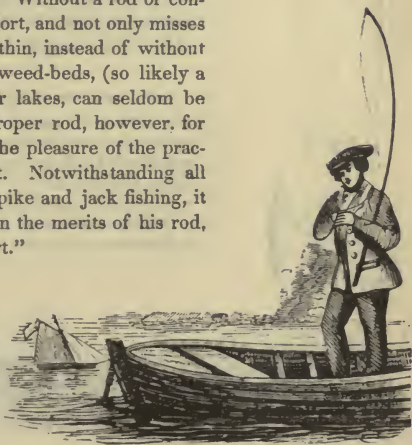 Without a rod of con-
ort, and not only misses
thin, instead of without
weed-beds, (so likely a
r lakes, can seldom be
roper rod, however, for
he pleasure of the prac-
t. Notwithstanding all
pike and jack fishing, it
n the merits of his rod,
rt."